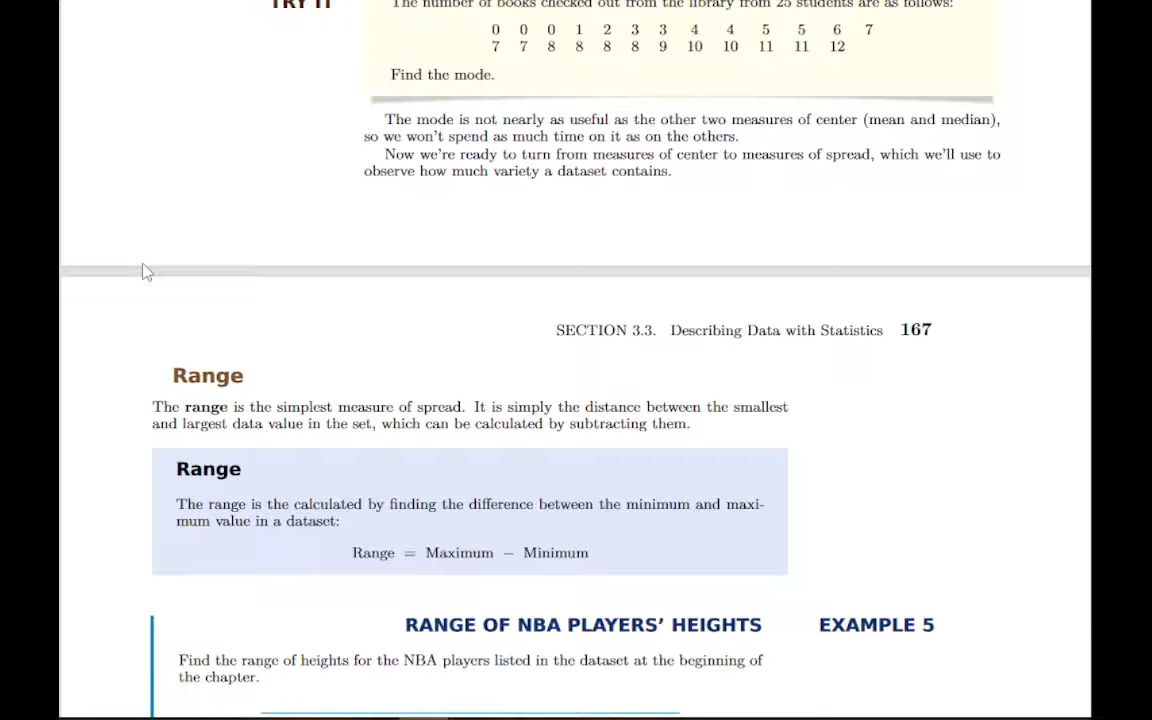 TRY IT
The number of books checked out from the library from 25 students are as follows:
0 0 0 1 2 3 3 4 4 5 5 6 7
7 7 8 8 8 8 9 10 10 11 11 12
Find the mode.
The mode is not nearly as useful as the other two measures of center (mean and median),
so we won't spend as much time on it as on the others.
Now we're ready to turn from measures of center to measures of spread, which we'll use to
observe how much variety a dataset contains.
SECTION 3.3. Describing Data with Statistics 167
Range
The range is the simplest measure of spread. It is simply the distance between the smallest
and largest data value in the set, which can be calculated by subtracting them.
Range
The range is the calculated by finding the difference between the minimum and maxi-
mum value in a dataset:
Range = Maximum − Minimum
RANGE OF NBA PLAYERS' HEIGHTS EXAMPLE 5
Find the range of heights for the NBA players listed in the dataset at the beginning of
the chapter.